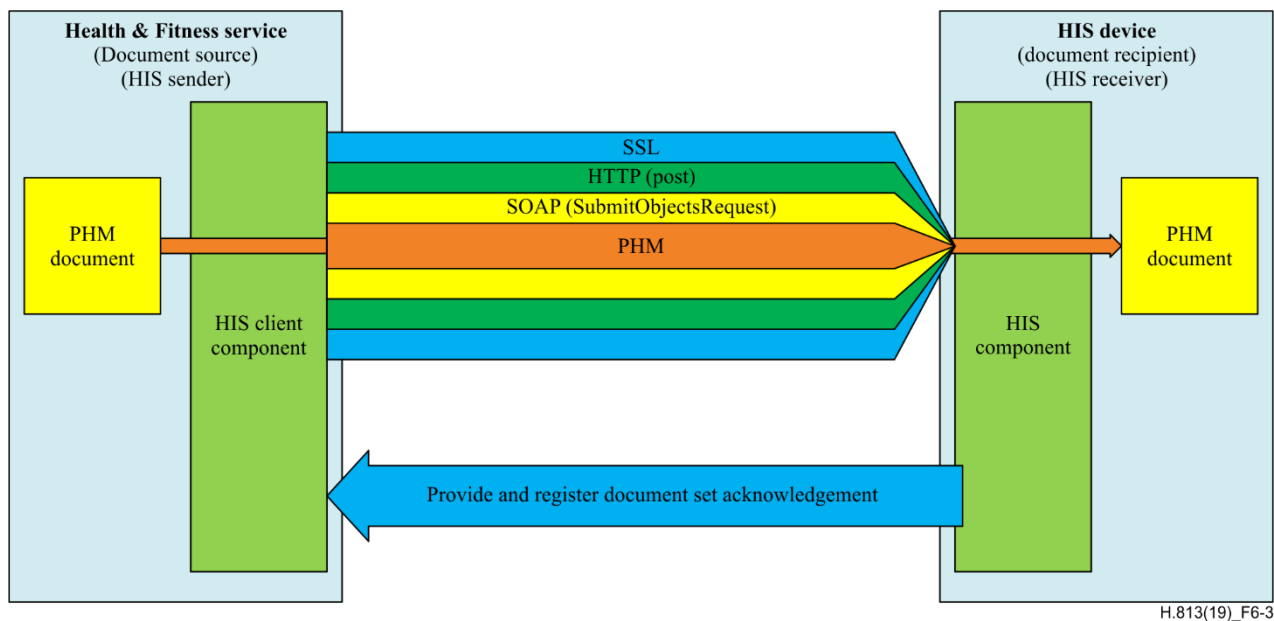 Health & Fitness service
(Document source)
(HIS sender)
HIS device
(document recipient)
(HIS receiver)
SSL
HTTP (post)
SOAP (SubmitObjectsRequest)
PHM
PHM
document
PHM
document
HIS client
component
HIS
component
Provide and register document set acknowledgement
H.813(19)_F6-3